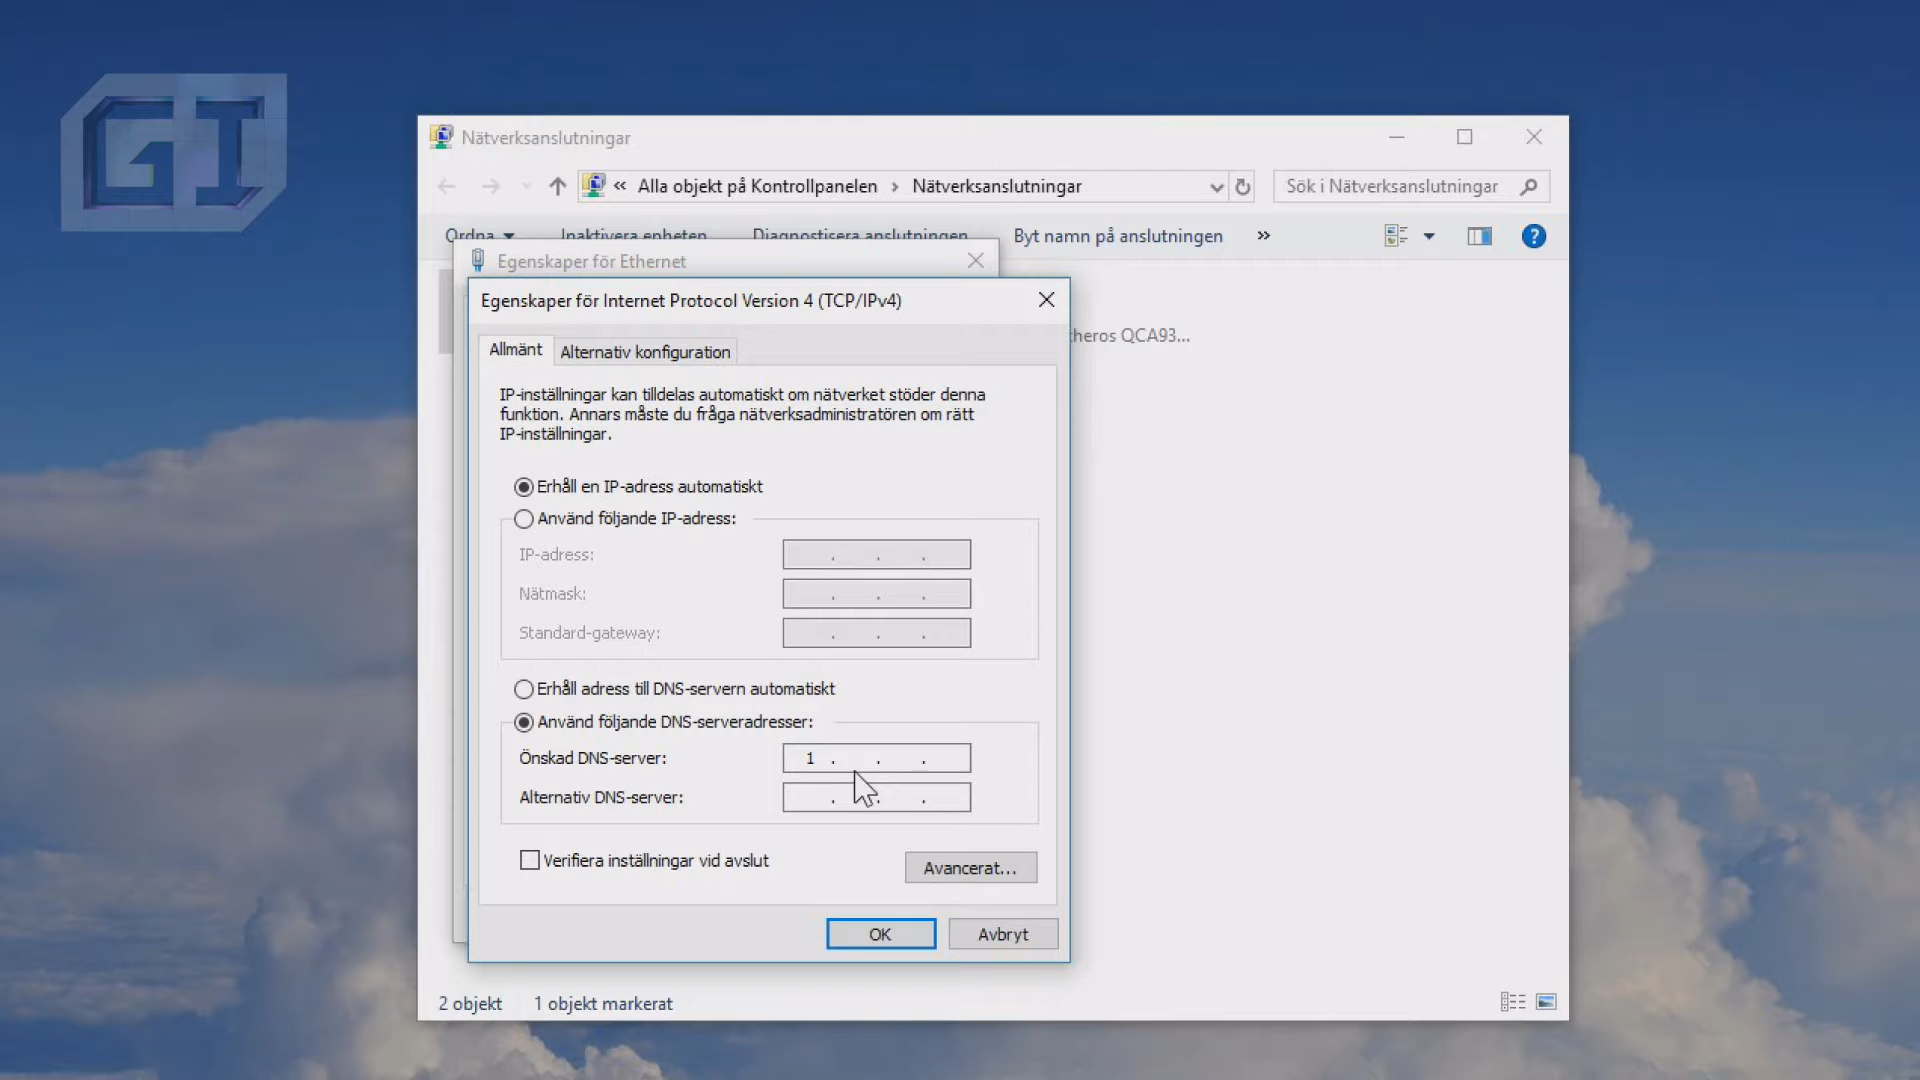 GI
Nätverksanslutningar
« Alla objekt på Kontrollpanelen › Nätverksanslutningar
Sök i Nätverksanslutningar
Ordna Inaktivera enheten Diagnostisera anslutningen Byt namn på anslutningen »
Egenskaper för Ethernet
Egenskaper för Internet Protocol Version 4 (TCP/IPv4)
theros QCA93...
Allmänt Alternativ konfiguration
IP-inställningar kan tilldelas automatiskt om nätverket stöder denna
funktion. Annars måste du fråga nätverksadministratören om rätt
IP-inställningar.
Erhåll en IP-adress automatiskt
Använd följande IP-adress:
IP-adress: . . .
Nätmask: . . .
Standard-gateway: . . .
Erhåll adress till DNS-servern automatiskt
Använd följande DNS-serveradresser:
Önskad DNS-server: 1 . . .
Alternativ DNS-server: . . .
Verifiera inställningar vid avslut
Avancerat...
OK Avbryt
2 objekt 1 objekt markerat